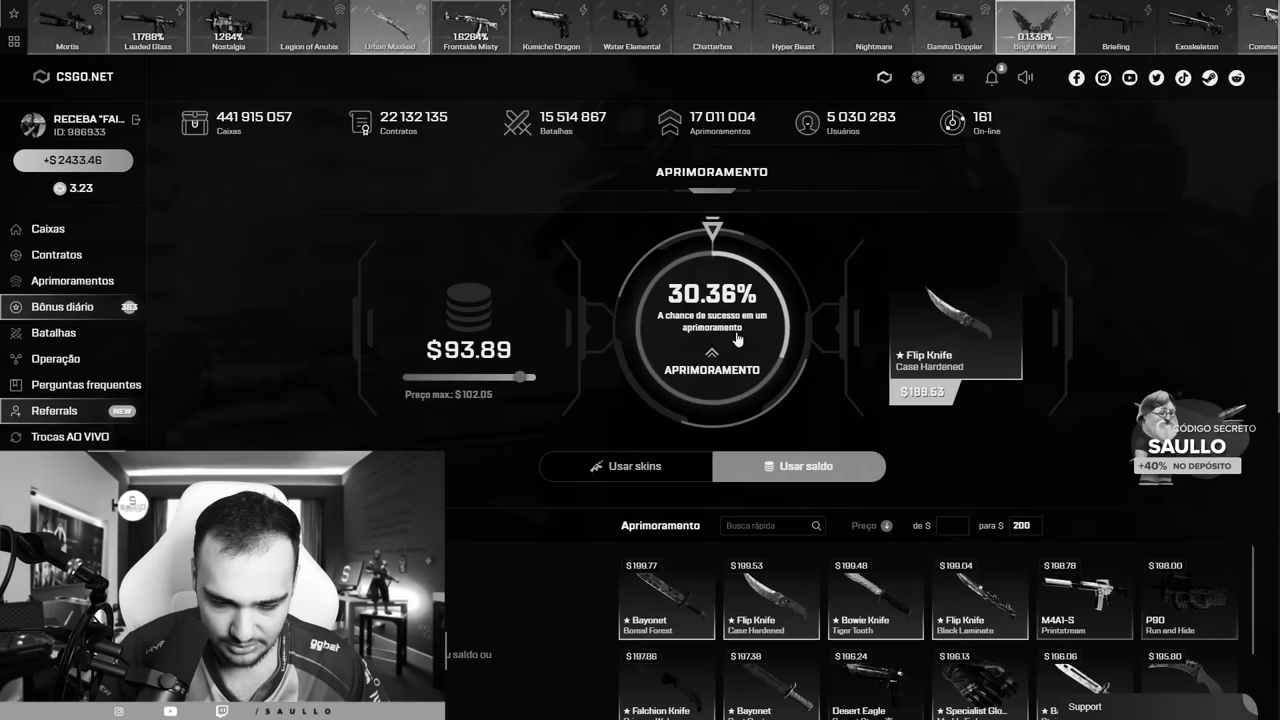 Mortis
1.1788%
Leaded Glass
1.264%
Nostalgia
Legion of Anubis
Urban Masked
1.6264%
Frontside Misty
Kumicho Dragon
Water Elemental
Chatterbox
Hyper Beast
Nightmare
Gamma Doppler
0.1338%
Bright Water
Briefing
Exoskeleton
CSGO.NET
3
RECEBA "FAI...
ID: 986933
+$ 2433.46
3.23
441 915 057
Caixas
22 132 135
Contratos
15 514 867
Batalhas
17 011 004
Aprimoramentos
5 030 283
Usuários
161
On-line
APRIMORAMENTO
Caixas
Contratos
Aprimoramentos
Bônus diário
383
Batalhas
Operação
Perguntas frequentes
Referrals
NEW
Trocas AO VIVO
$93.89
Preço max.: $102.05
30.36%
A chance de sucesso em um
aprimoramento
APRIMORAMENTO
★ Flip Knife
Case Hardened
$199.53
CÓDIGO SECRETO
SAULLO
+40% NO DEPÓSITO
Usar skins
Usar saldo
Aprimoramento
Busca rápida
Preço
de $
para $ 200
$199.77
★ Bayonet
Boreal Forest
$199.53
★ Flip Knife
Case Hardened
$199.48
★ Bowie Knife
Tiger Tooth
$199.04
★ Flip Knife
Black Laminate
$198.78
M4A1-S
Printstream
$198.00
P90
Run and Hide
$197.86
★ Falchion Knife
$197.38
★ Bayonet
$196.24
Desert Eagle
$196.13
★ Specialist Glo...
$196.06
$195.80
Support
u saldo ou
S
ggbet
/SAULLO